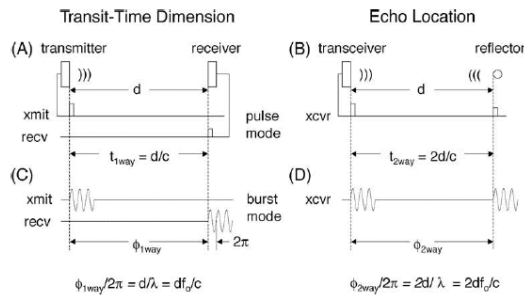 Transit-Time Dimension
Echo Location
(A) transmitter receiver
)))
d
xmit
recv
pulse
mode
t1way = d/c
(B) transceiver reflector
))) (((
d
xcvr
t2way = 2d/c
(C)
xmit
recv
burst
mode
ϕ1way 2π
ϕ1way/2π = d/λ = dfo/c
(D)
xcvr
ϕ2way
ϕ2way/2π = 2d/ λ = 2dfo/c